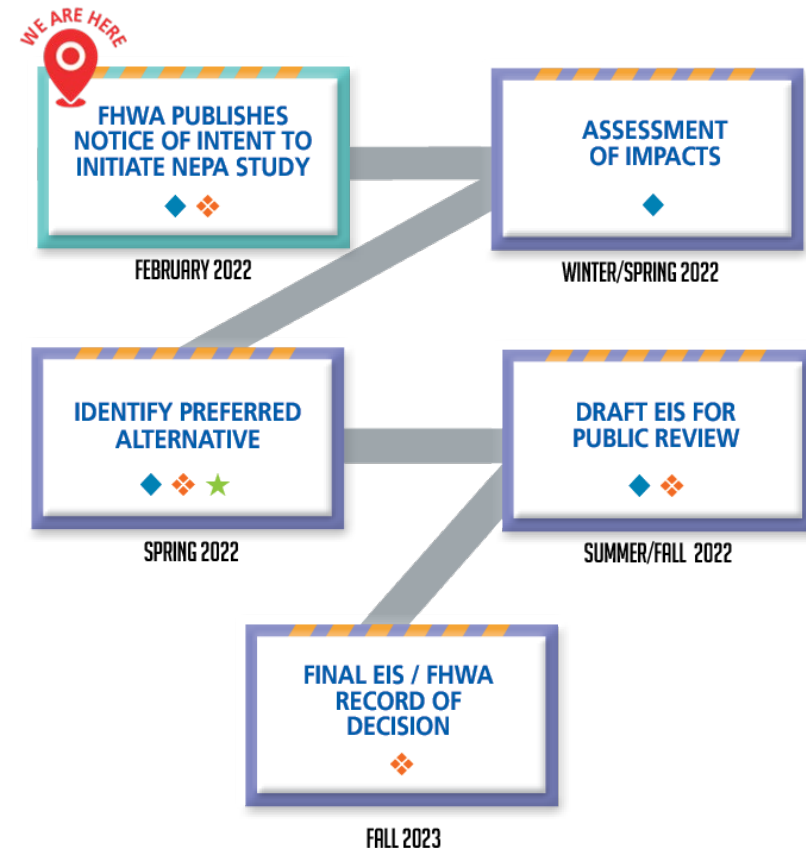 WE ARE HERE
FHWA PUBLISHES
NOTICE OF INTENT TO
INITIATE NEPA STUDY
FEBRUARY 2022
ASSESSMENT
OF IMPACTS
WINTER/SPRING 2022
IDENTIFY PREFERRED
ALTERNATIVE
SPRING 2022
DRAFT EIS FOR
PUBLIC REVIEW
SUMMER/FALL 2022
FINAL EIS / FHWA
RECORD OF
DECISION
FALL 2023